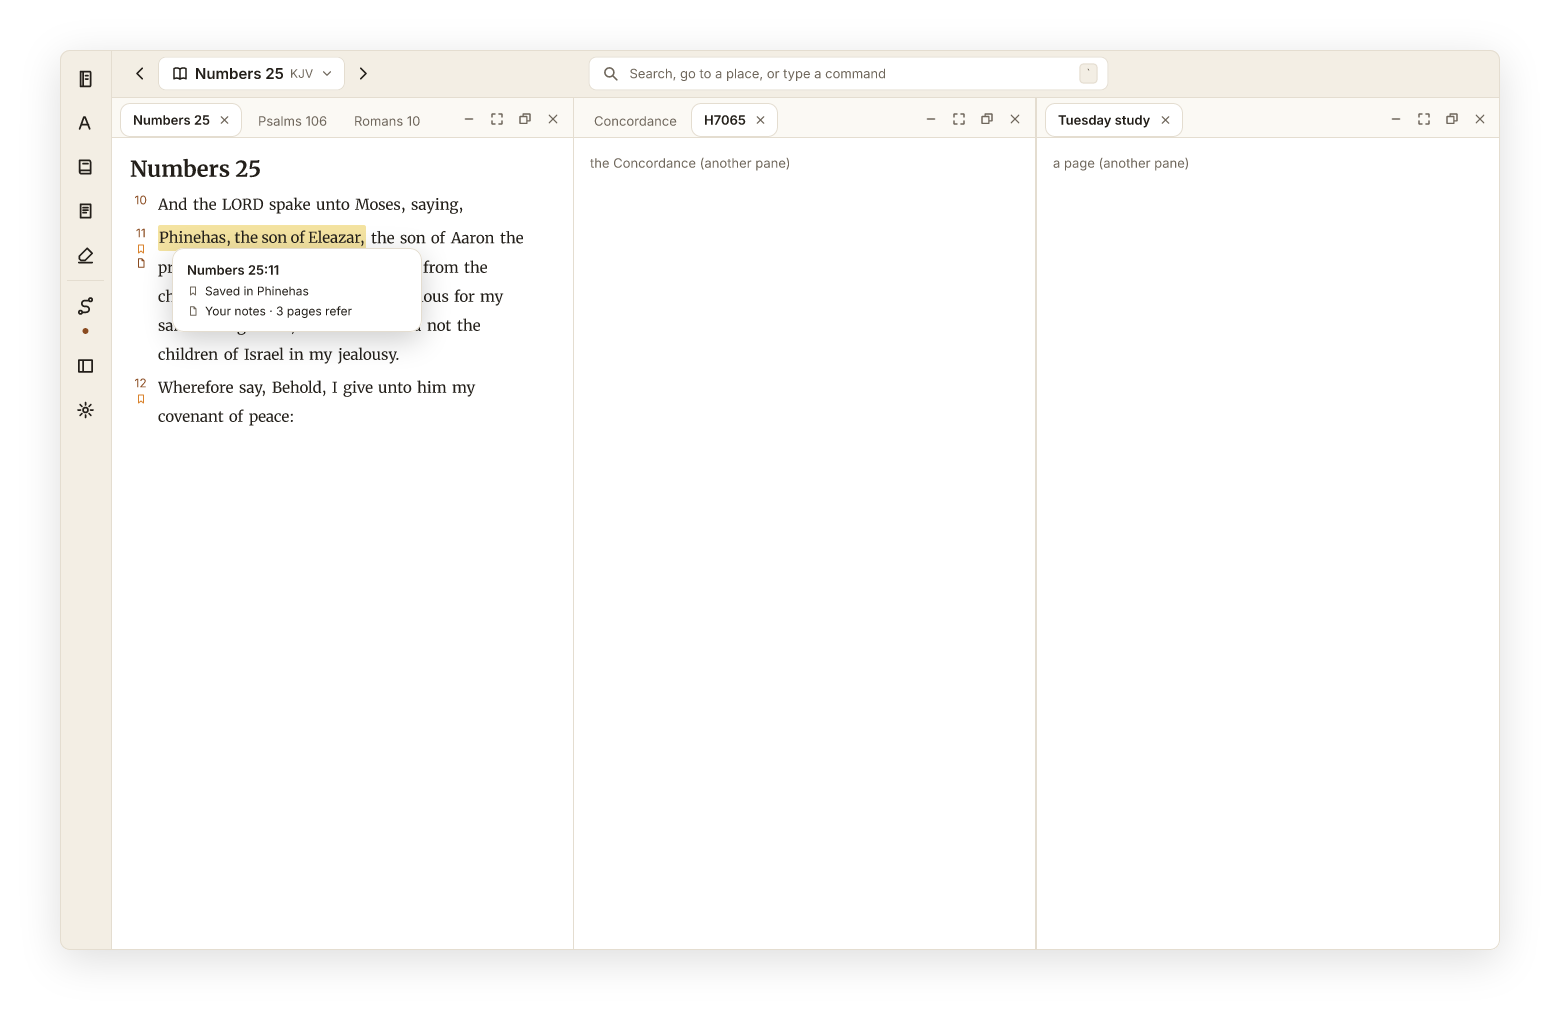 Numbers 25 KJV
Search, go to a place, or type a command
Numbers 25
Psalms 106
Romans 10
Concordance
H7065
Tuesday study
Numbers 25
10 And the LORD spake unto Moses, saying,
11 Phinehas, the son of Eleazar, the son of Aaron the
from the
for my
not the
children of Israel in my jealousy.
Numbers 25:11
Saved in Phinehas
Your notes · 3 pages refer
12 Wherefore say, Behold, I give unto him my
covenant of peace:
the Concordance (another pane)
a page (another pane)